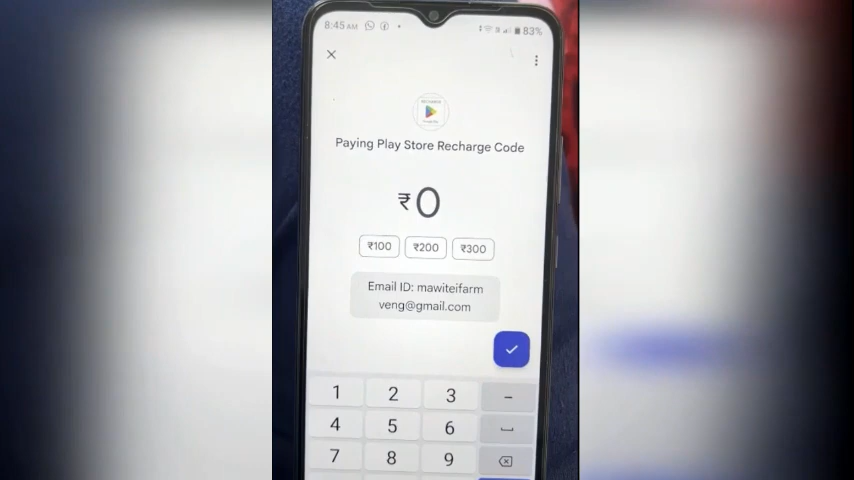 8:45 AM
83%
Paying Play Store Recharge Code
₹0
₹100 ₹200 ₹300
Email ID: mawiteifarm
veng@gmail.com
1 2 3 -
4 5 6
7 8 9